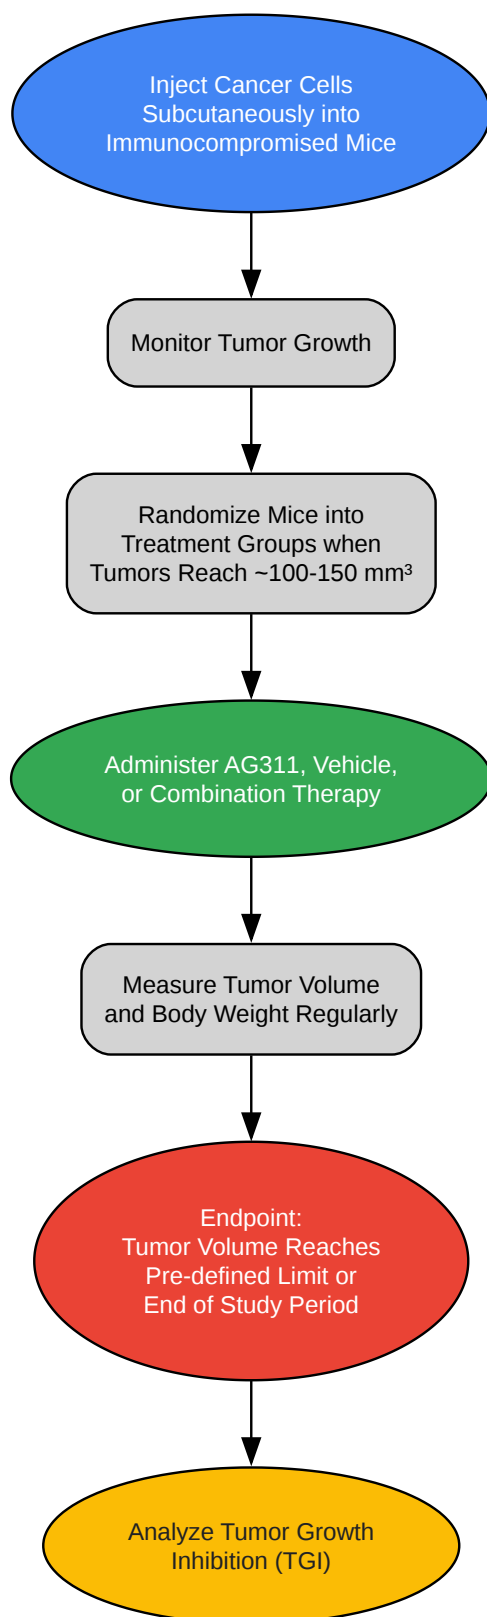 Inject Cancer Cells
Subcutaneously into
Immunocompromised Mice
Monitor Tumor Growth
Randomize Mice into
Treatment Groups when
Tumors Reach ~100-150 mm³
Administer AG311, Vehicle,
or Combination Therapy
Measure Tumor Volume
and Body Weight Regularly
Endpoint:
Tumor Volume Reaches
Pre-defined Limit or
End of Study Period
Analyze Tumor Growth
Inhibition (TGI)